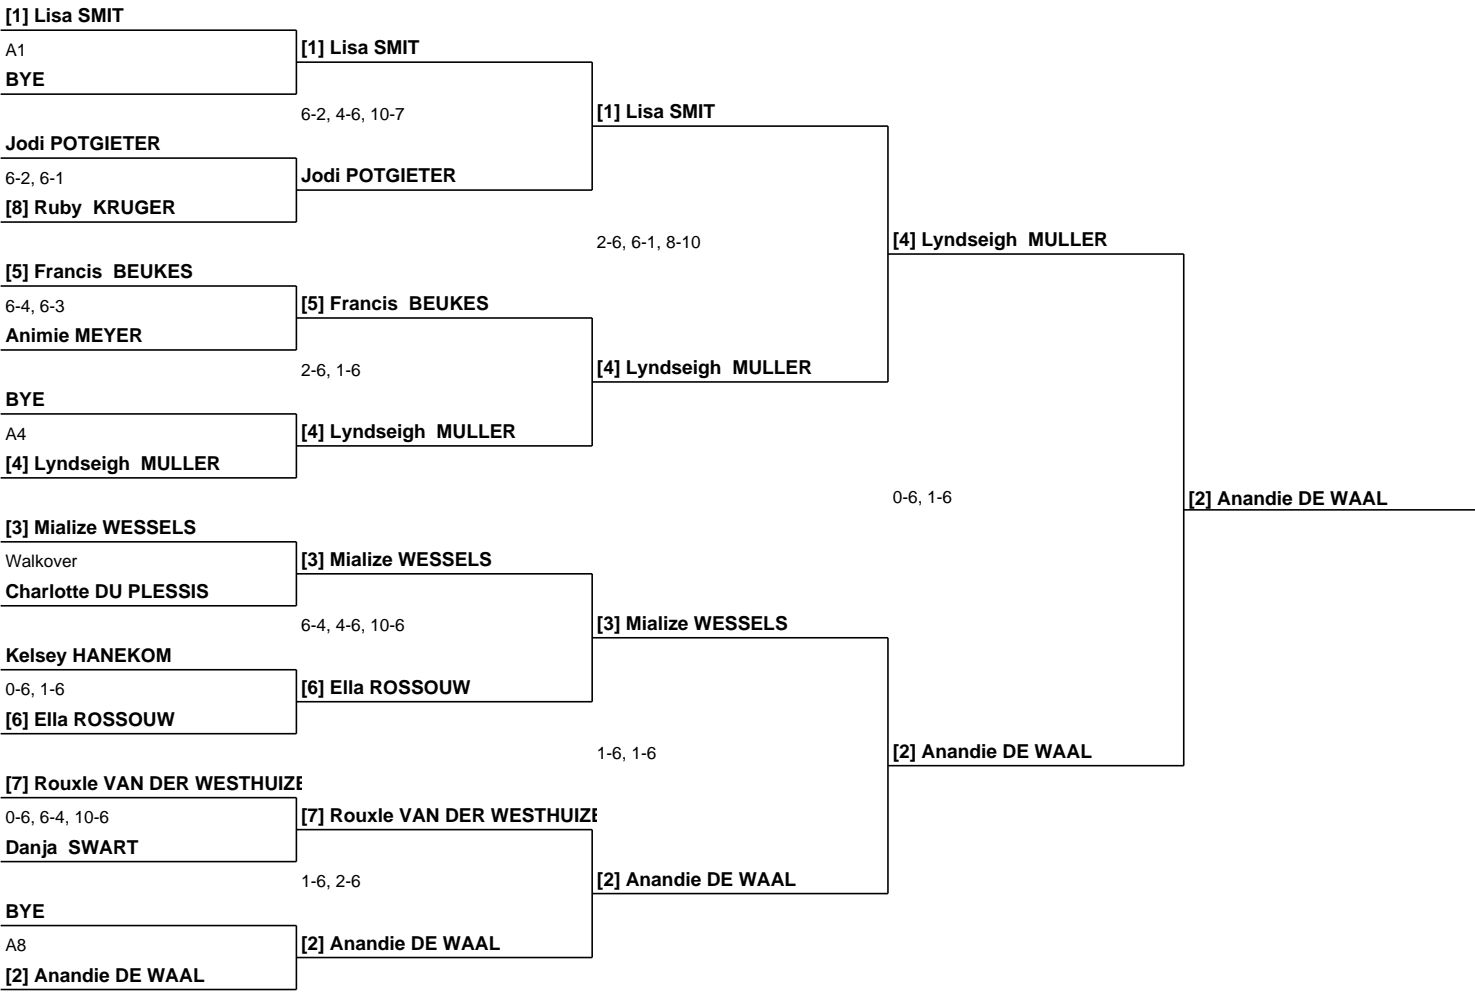 [1] Lisa SMIT
A1
BYE
Jodi POTGIETER
6-2, 6-1
[8] Ruby KRUGER
[5] Francis BEUKES
6-4, 6-3
Animie MEYER
BYE
A4
[4] Lyndseigh MULLER
[3] Mialize WESSELS
Walkover
Charlotte DU PLESSIS
Kelsey HANEKOM
0-6, 1-6
[6] Ella ROSSOUW
[7] Rouxle VAN DER WESTHUIZE
0-6, 6-4, 10-6
Danja SWART
BYE
A8
[2] Anandie DE WAAL
[1] Lisa SMIT
6-2, 4-6, 10-7
Jodi POTGIETER
[5] Francis BEUKES
2-6, 1-6
[4] Lyndseigh MULLER
[3] Mialize WESSELS
6-4, 4-6, 10-6
[6] Ella ROSSOUW
[7] Rouxle VAN DER WESTHUIZE
1-6, 2-6
[2] Anandie DE WAAL
[1] Lisa SMIT
2-6, 6-1, 8-10
[4] Lyndseigh MULLER
[3] Mialize WESSELS
1-6, 1-6
[2] Anandie DE WAAL
[4] Lyndseigh MULLER
0-6, 1-6
[2] Anandie DE WAAL
[2] Anandie DE WAAL